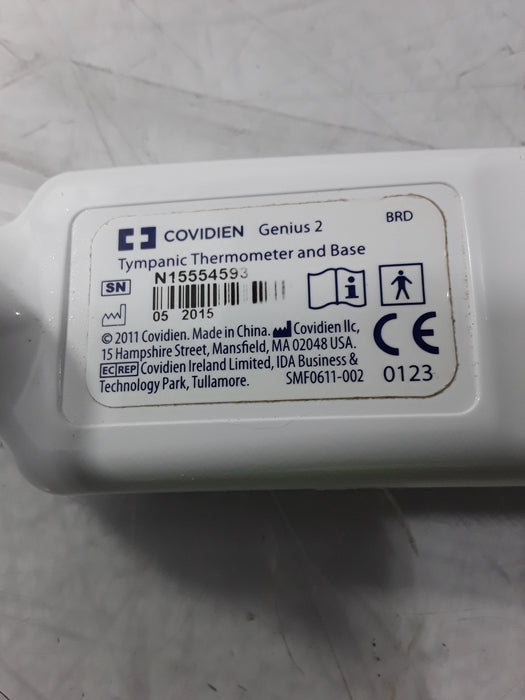 COVIDIEN Genius 2 BRD
Tympanic Thermometer and Base
SN N15554593
05 2015
© 2011 Covidien. Made in China. Covidien llc,
15 Hampshire Street, Mansfield, MA 02048 USA.
EC REP Covidien Ireland Limited, IDA Business &
Technology Park, Tullamore. SMF0611-002
CE 0123